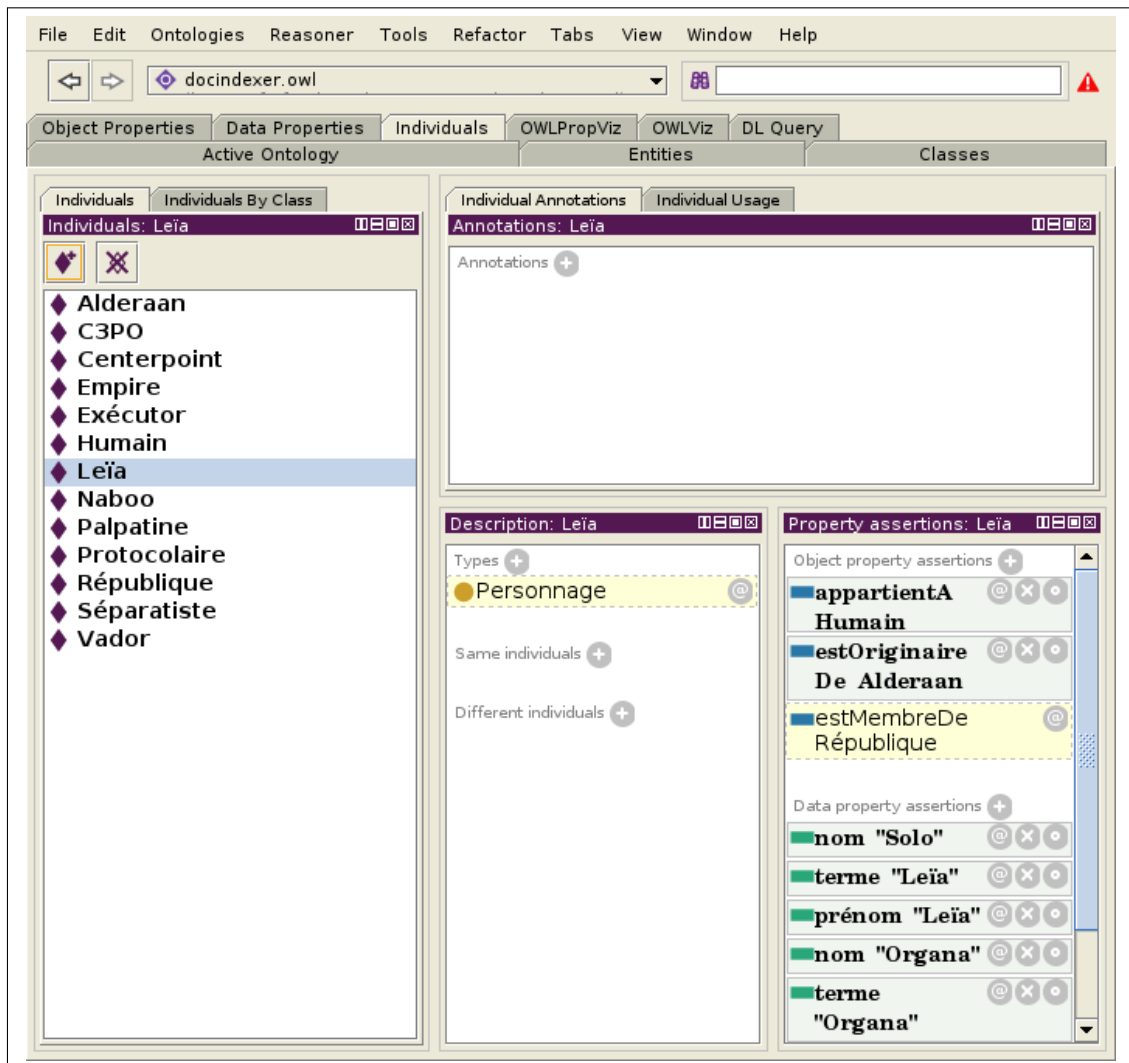 File Edit Ontologies Reasoner Tools Refactor Tabs View Window Help
docindexer.owl
Object Properties Data Properties Individuals OWLPropViz OWLViz DL Query
Active Ontology Entities Classes
Individuals Individuals By Class
Individuals: Leïa
Alderaan
C3PO
Centerpoint
Empire
Exécutor
Humain
Leïa
Naboo
Palpatine
Protocolaire
République
Séparatiste
Vador
Individual Annotations Individual Usage
Annotations: Leïa
Annotations
Description: Leïa
Types
Personnage
Same individuals
Different individuals
Property assertions: Leïa
Object property assertions
appartientA
Humain
estOriginaire
De Alderaan
estMembreDe
République
Data property assertions
nom "Solo"
terme "Leïa"
prénom "Leïa"
nom "Organa"
terme
"Organa"